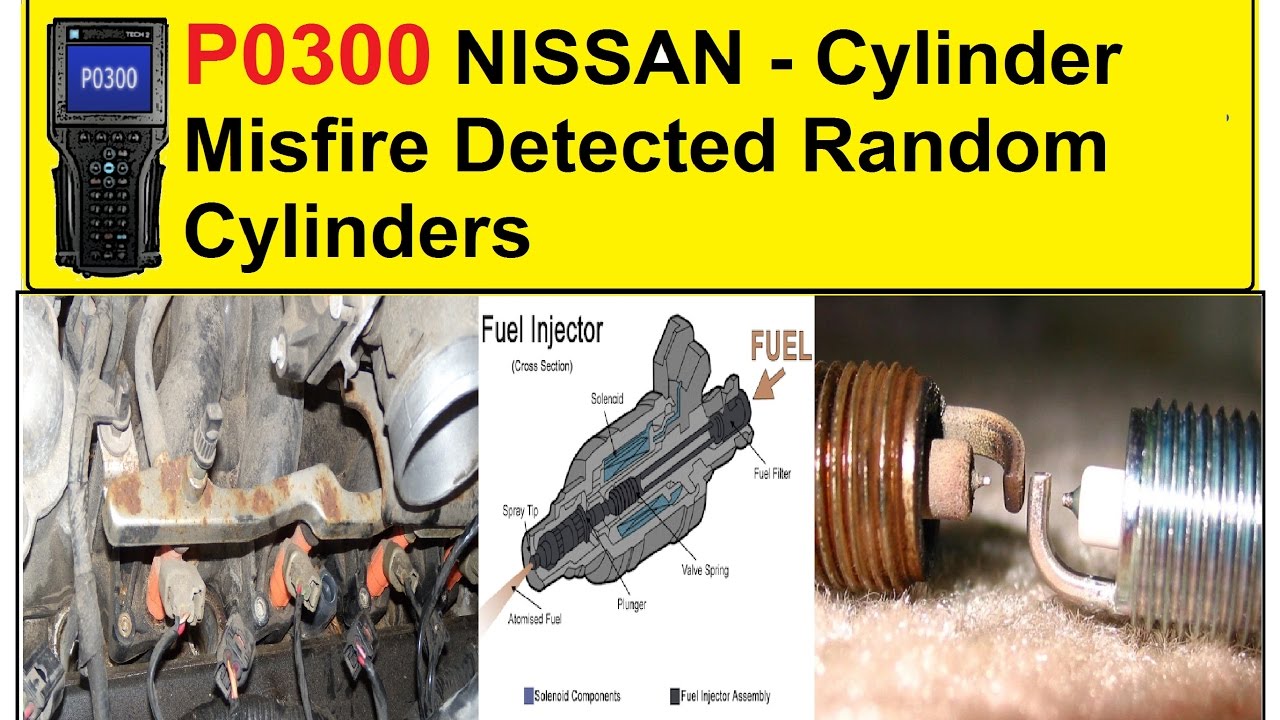 TECH 2
P0300
P0300 NISSAN - Cylinder
Misfire Detected Random
Cylinders
Fuel Injector
(Cross Section)
FUEL
Solenoid
Fuel Filter
Spray Tip
Valve Spring
Plunger
Atomised Fuel
Solenoid Components
Fuel Injector Assembly